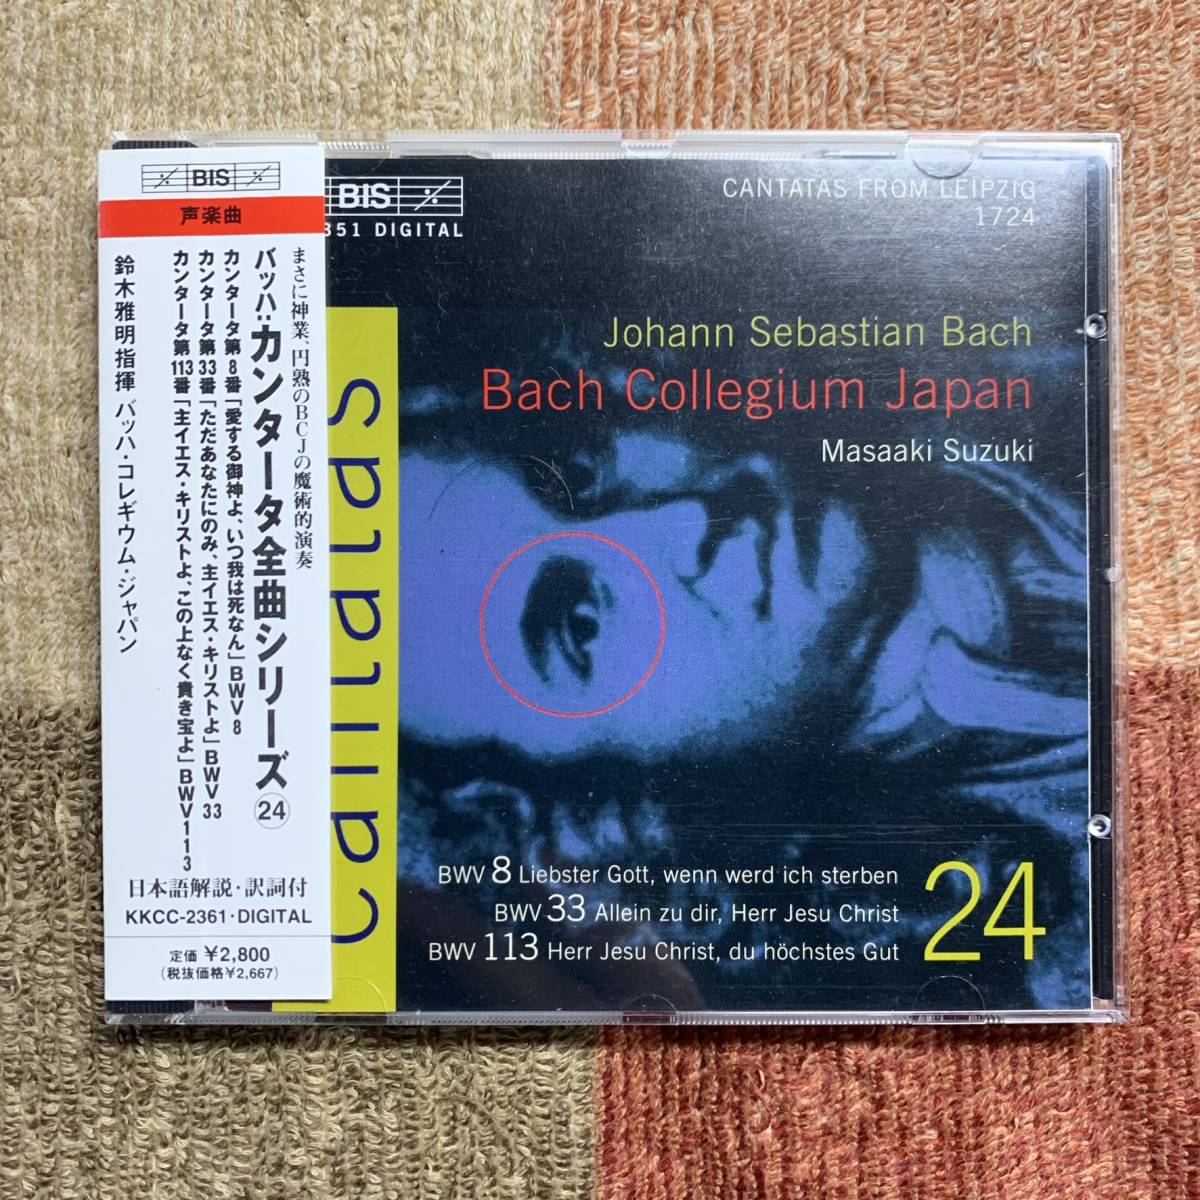 BIS
声楽曲
まさに神業、円熟のBCJの魔術的演奏
バッハ:カンタータ全曲シリーズ㉔
カンタータ第8番「愛する御神よ、いつ我は死なん」BWV8
カンタータ第33番「ただあなたにのみ、主イエス・キリストよ」BWV33
カンタータ第113番「主イエス・キリストよ、この上なく貴き宝よ」BWV113
鈴木雅明指揮 バッハ・コレギウム・ジャパン
日本語解説・訳詞付
KKCC-2361・DIGITAL
定価 ¥2,800
(税抜価格¥2,667)
BIS
351 DIGITAL
CANTATAS FROM LEIPZIG
1724
Johann Sebastian Bach
Bach Collegium Japan
Masaaki Suzuki
cantatas
BWV 8 Liebster Gott, wenn werd ich sterben
BWV 33 Allein zu dir, Herr Jesu Christ
BWV 113 Herr Jesu Christ, du höchstes Gut
24